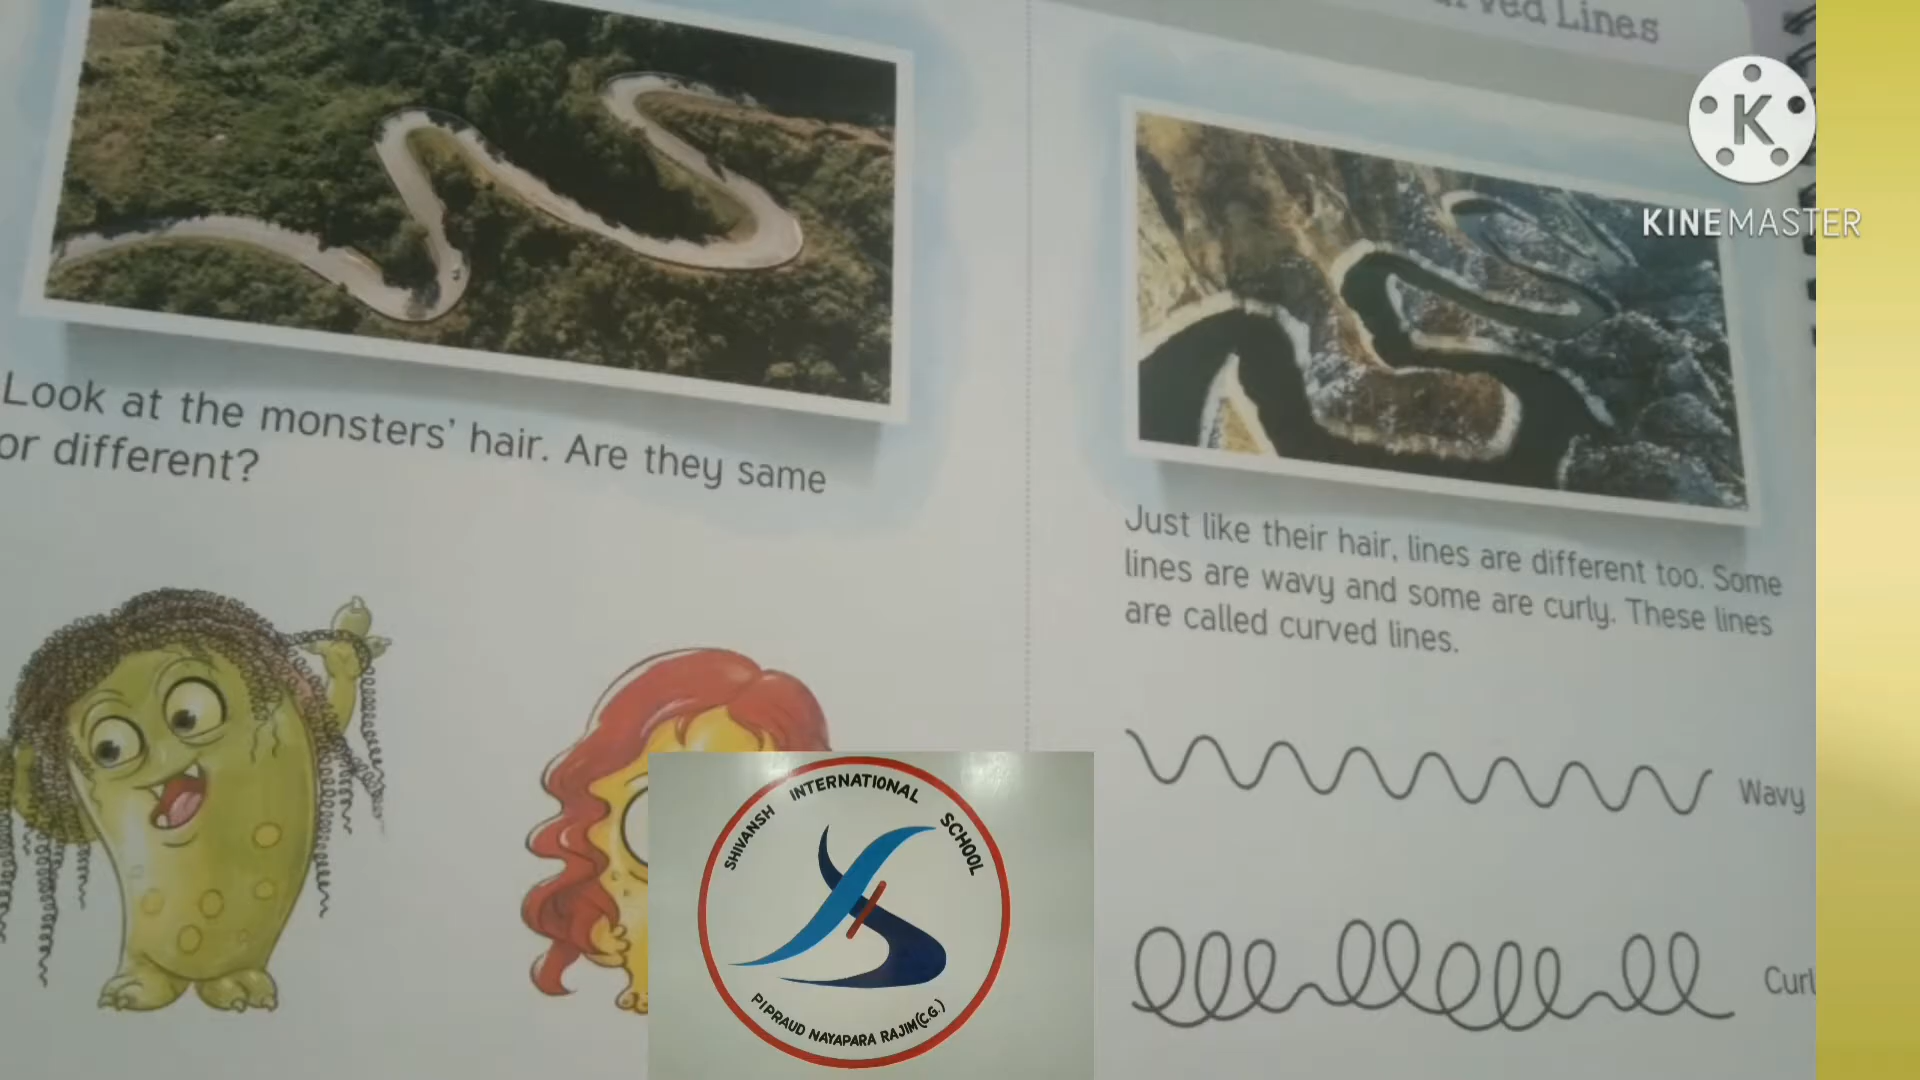 Lines
Look at the monsters' hair. Are they same
or different?
Just like their hair, lines are different too. Some
lines are wavy and some are curly. These lines
are called curved lines.
Wavy
K
KINEMASTER
SHIVANSH INTERNATIONAL SCHOOL
PIPRAUD NAYAPARA RAJIM(C.G.)